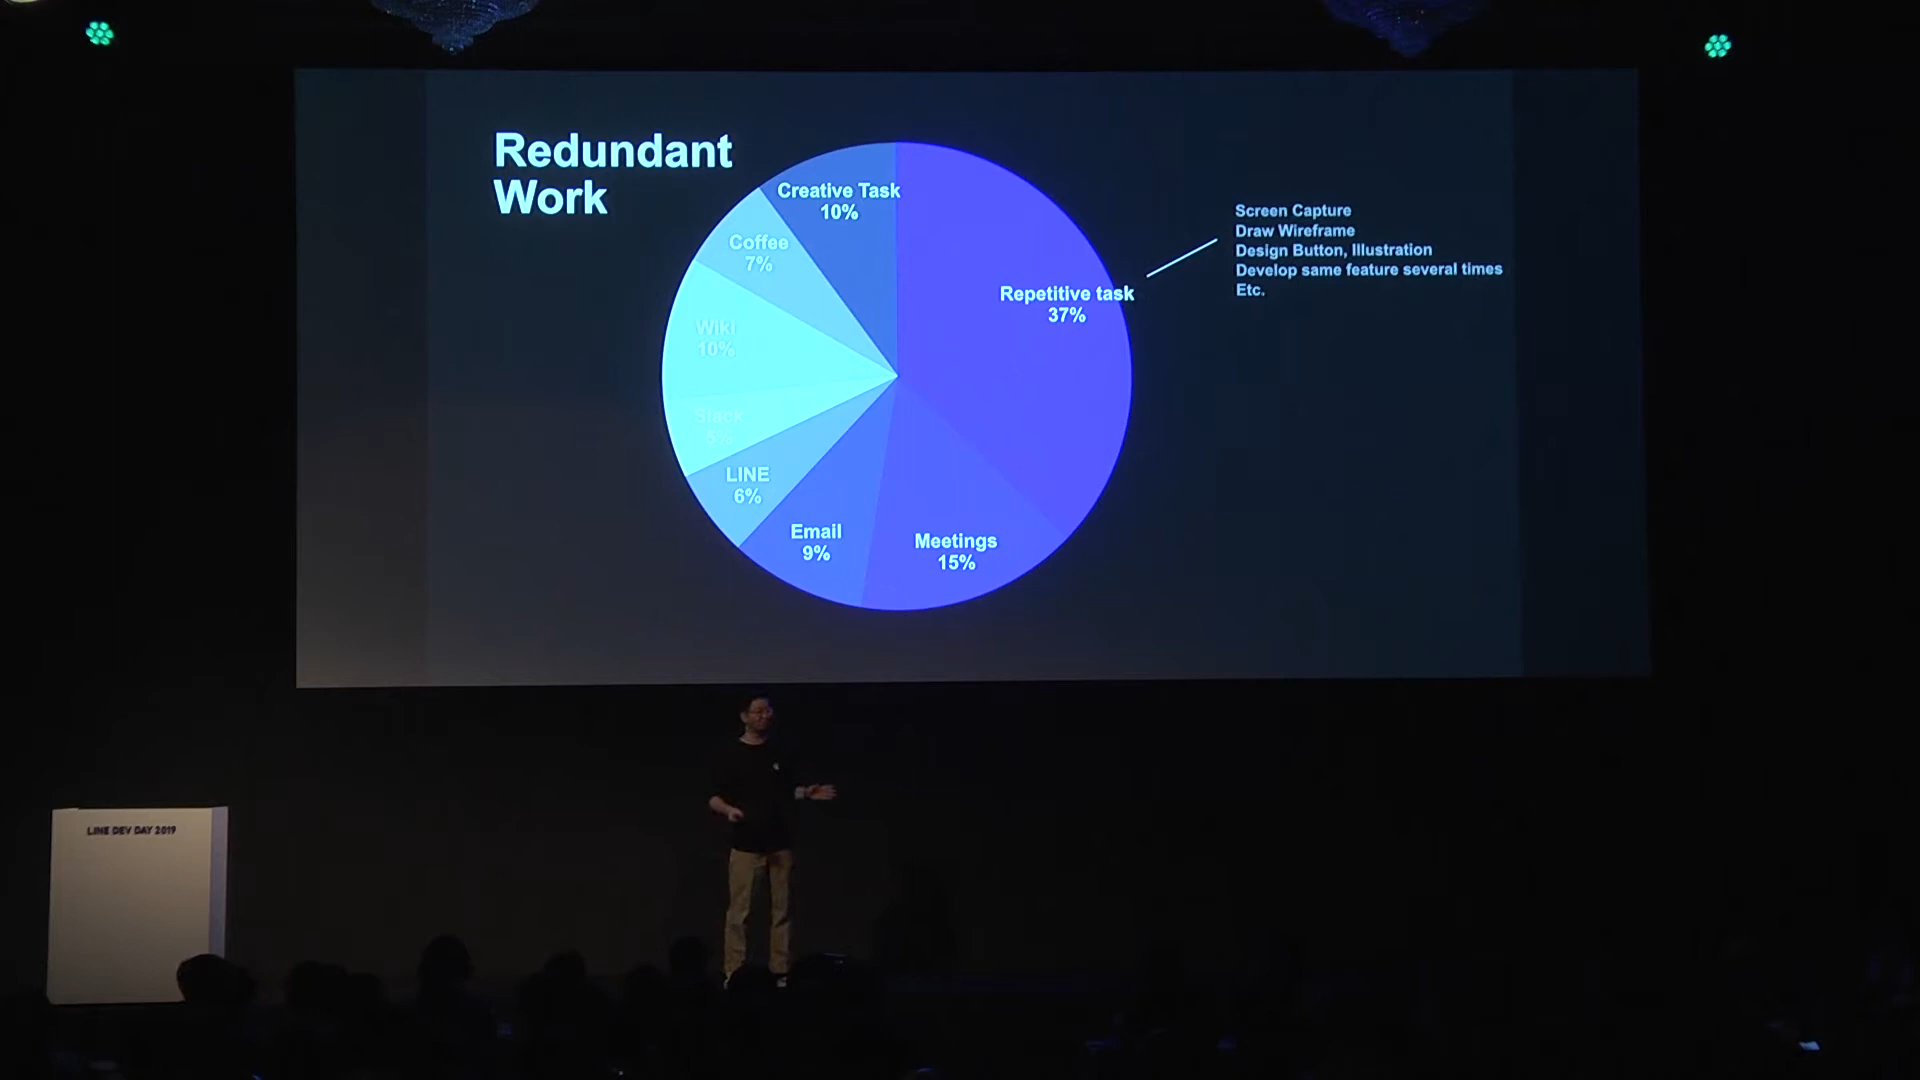 Redundant
Work
Creative Task
10%
Coffee
7%
Wiki
10%
Slack
5%
LINE
6%
Email
9%
Meetings
15%
Repetitive task
37%
Screen Capture
Draw Wireframe
Design Button, Illustration
Develop same feature several times
Etc.
LINE DEV DAY 2019